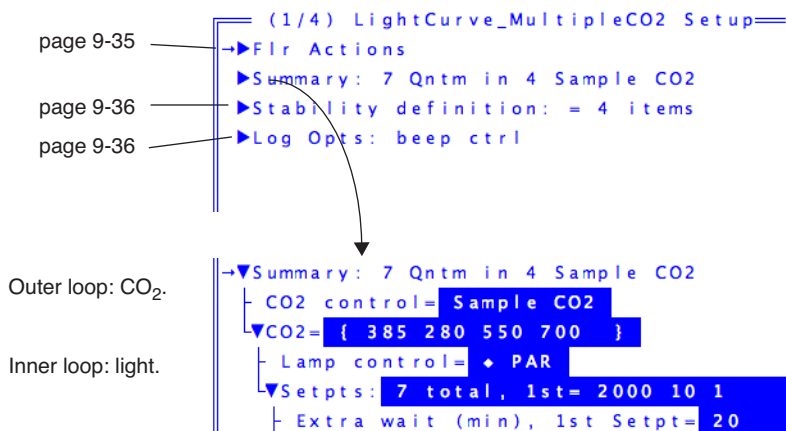 (1/4) LightCurve_MultipleCO2 Setup
page 9-35
→▶Flr Actions
▶Summary: 7 Qntm in 4 Sample CO2
page 9-36
▶Stability definition: = 4 items
page 9-36
▶Log Opts: beep ctrl
→▼Summary: 7 Qntm in 4 Sample CO2
Outer loop: CO₂.
CO2 control= Sample CO2
▼CO2= { 385 280 550 700 }
Inner loop: light.
Lamp control= ◆ PAR
▼Setpts: 7 total, 1st= 2000 10 1
Extra wait (min), 1st Setpt= 20